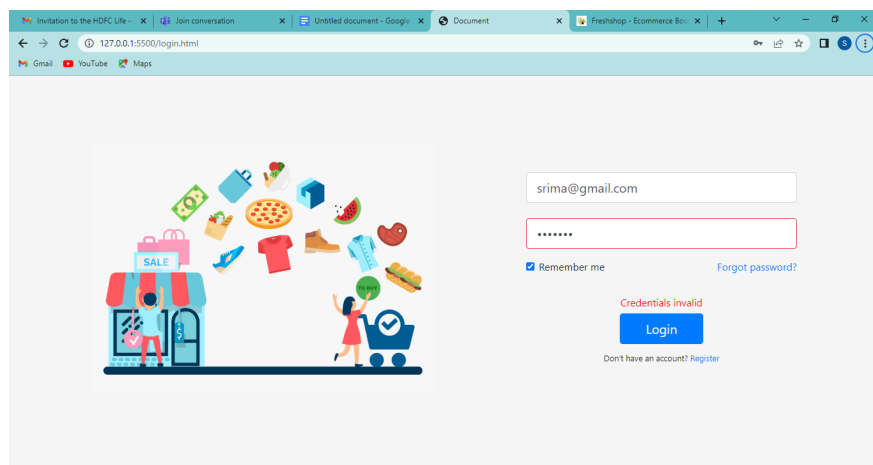 Invitation to the HDFC Life –
Join conversation
Untitled document - Google
Document
Freshshop - Ecommerce Boo
127.0.0.1:5500/login.html
S
Gmail
YouTube
Maps
srima@gmail.com
•••••••
Remember me
Forgot password?
SALE
TO BUY
$
Credentials invalid
Login
Don't have an account? Register